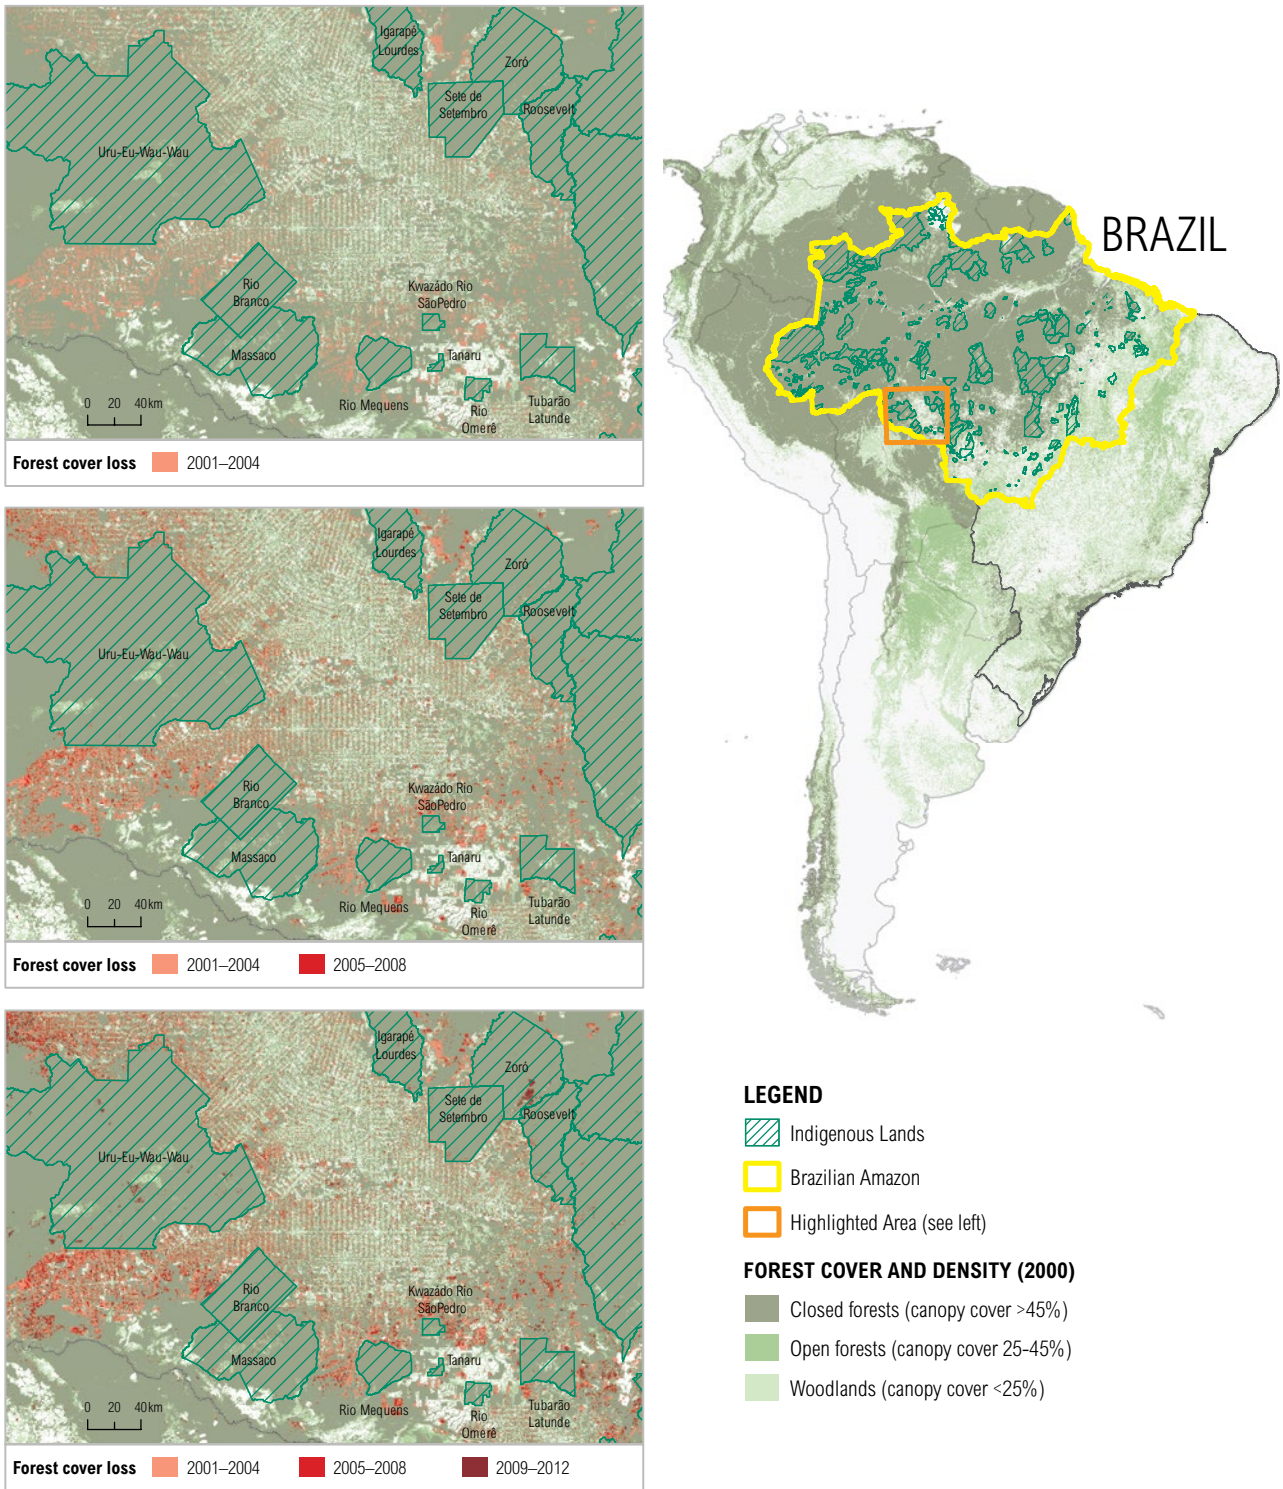 Igarapé
Lourdes
Zoró
Sete de
Setembro
Roosevelt
Uru-Eu-Wau-Wau
Rio
Branco
Kwazádo Rio
SãoPedro
Massaco
Tanaru
Rio Mequens
Rio
Omerê
Tubarão
Latunde
0 20 40km
Forest cover loss 2001–2004
Igarapé
Lourdes
Zoró
Sete de
Setembro
Roosevelt
Uru-Eu-Wau-Wau
Rio
Branco
Kwazádo Rio
SãoPedro
Massaco
Tanaru
Rio Mequens
Rio
Omerê
Tubarão
Latunde
0 20 40km
Forest cover loss 2001–2004 2005–2008
Igarapé
Lourdes
Zoró
Sete de
Setembro
Roosevelt
Uru-Eu-Wau-Wau
Rio
Branco
Kwazádo Rio
SãoPedro
Massaco
Tanaru
Rio Mequens
Rio
Omerê
Tubarão
Latunde
0 20 40km
Forest cover loss 2001–2004 2005–2008 2009–2012
BRAZIL
LEGEND
Indigenous Lands
Brazilian Amazon
Highlighted Area (see left)
FOREST COVER AND DENSITY (2000)
Closed forests (canopy cover >45%)
Open forests (canopy cover 25-45%)
Woodlands (canopy cover <25%)